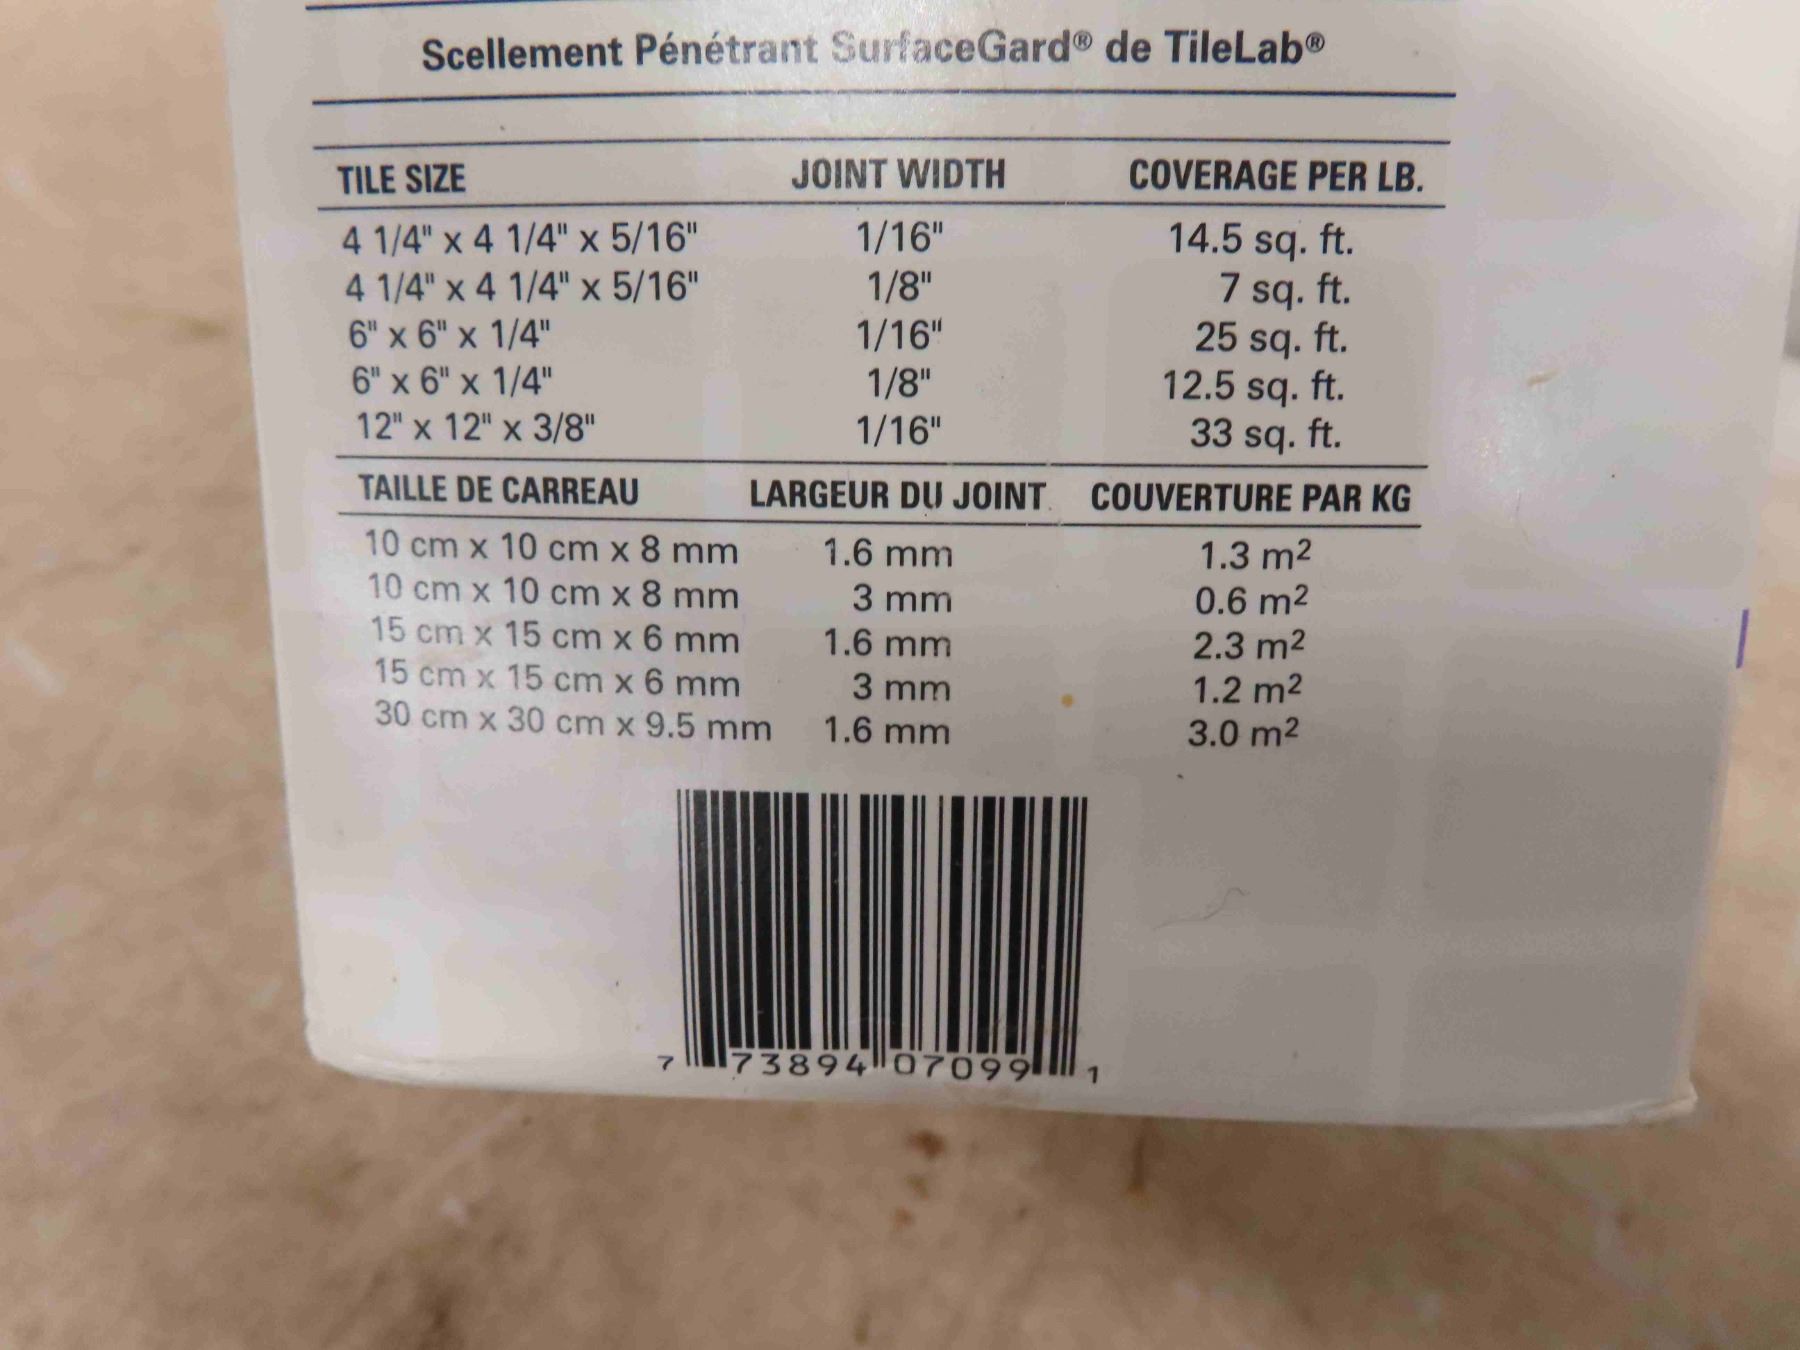 Scellement Pénétrant SurfaceGard® de TileLab®
TILE SIZE JOINT WIDTH COVERAGE PER LB.
4 1/4" x 4 1/4" x 5/16" 1/16" 14.5 sq. ft.
4 1/4" x 4 1/4" x 5/16" 1/8" 7 sq. ft.
6" x 6" x 1/4" 1/16" 25 sq. ft.
6" x 6" x 1/4" 1/8" 12.5 sq. ft.
12" x 12" x 3/8" 1/16" 33 sq. ft.
TAILLE DE CARREAU LARGEUR DU JOINT COUVERTURE PAR KG
10 cm x 10 cm x 8 mm 1.6 mm 1.3 m²
10 cm x 10 cm x 8 mm 3 mm 0.6 m²
15 cm x 15 cm x 6 mm 1.6 mm 2.3 m²
15 cm x 15 cm x 6 mm 3 mm 1.2 m²
30 cm x 30 cm x 9.5 mm 1.6 mm 3.0 m²
7 73894 07099 1